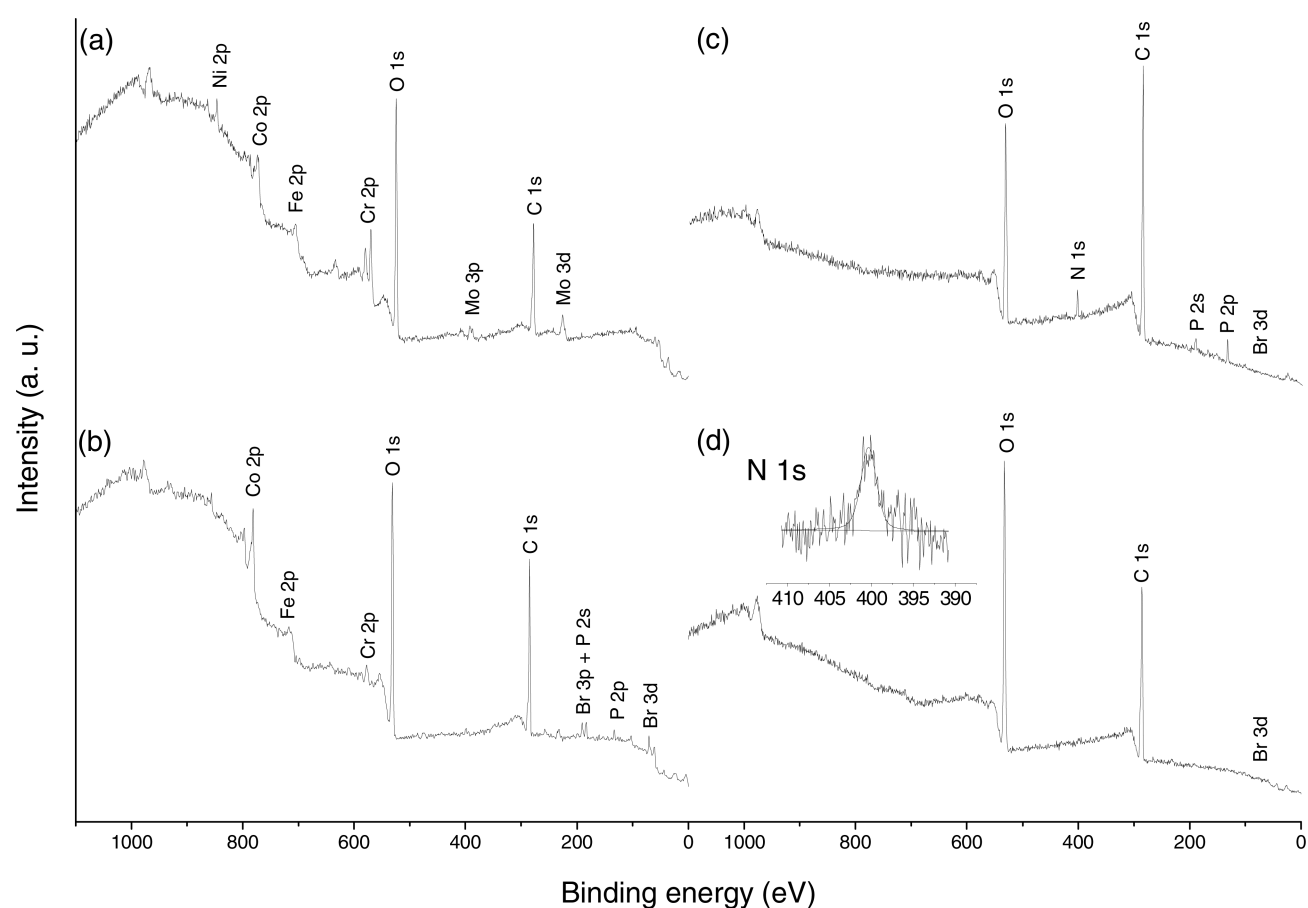 (a)
Ni 2p
Co 2p
Fe 2p
Cr 2p
O 1s
Mo 3p
C 1s
Mo 3d
(c)
O 1s
N 1s
C 1s
P 2s
P 2p
Br 3d
(b)
Co 2p
Fe 2p
Cr 2p
O 1s
C 1s
Br 3p + P 2s
P 2p
Br 3d
(d)
N 1s
410 405 400 395 390
O 1s
C 1s
Br 3d
Intensity (a. u.)
1000 800 600 400 200 0 1000 800 600 400 200 0
Binding energy (eV)